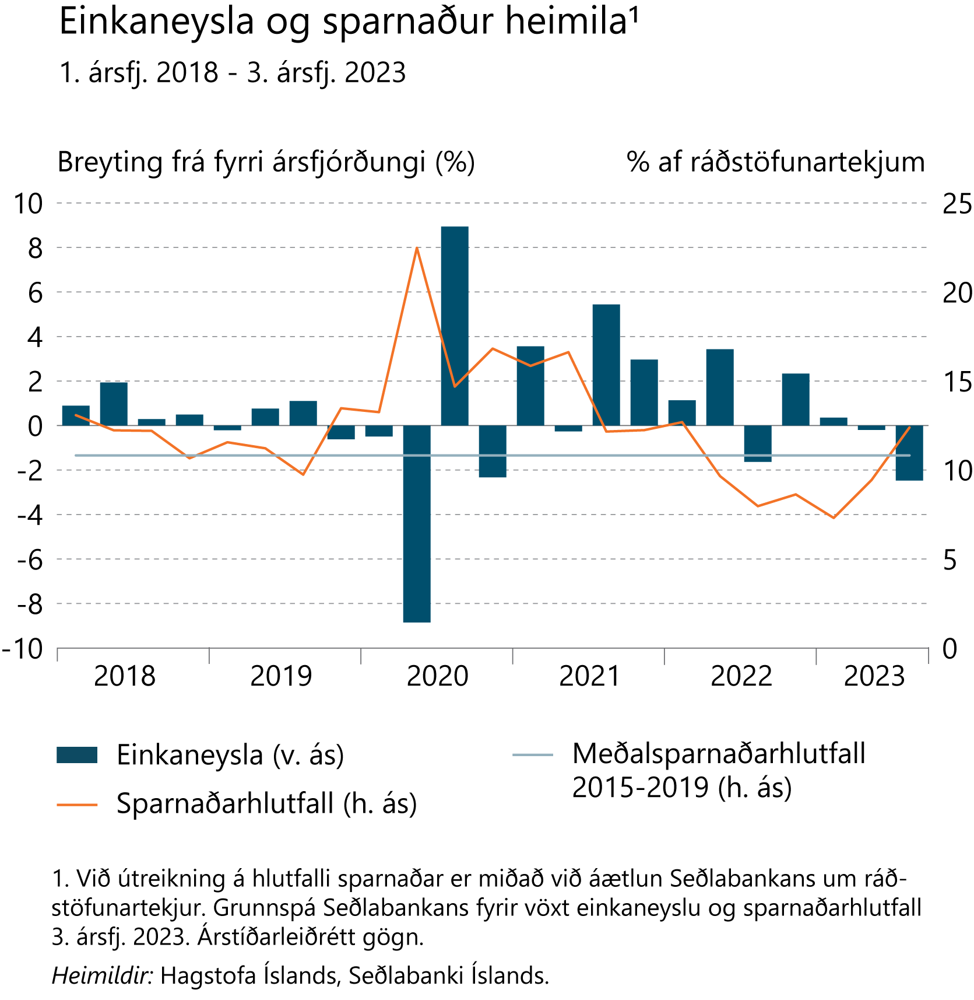 Einkaneysla og sparnaður heimila¹
1. ársfj. 2018 - 3. ársfj. 2023
Breyting frá fyrri ársfjórðungi (%)
% af ráðstöfunartekjum
10
8
6
4
2
0
-2
-4
-6
-8
-10
25
20
15
10
5
0
2018
2019
2020
2021
2022
2023
Einkaneysla (v. ás)
Sparnaðarhlutfall (h. ás)
Meðalsparnaðarhlutfall
2015-2019 (h. ás)
1. Við útreikning á hlutfalli sparnaðar er miðað við áætlun Seðlabankans um ráð-
stöfunartekjur. Grunnspá Seðlabankans fyrir vöxt einkaneyslu og sparnaðarhlutfall
3. ársfj. 2023. Árstíðarleiðrétt gögn.
Heimildir: Hagstofa Íslands, Seðlabanki Íslands.